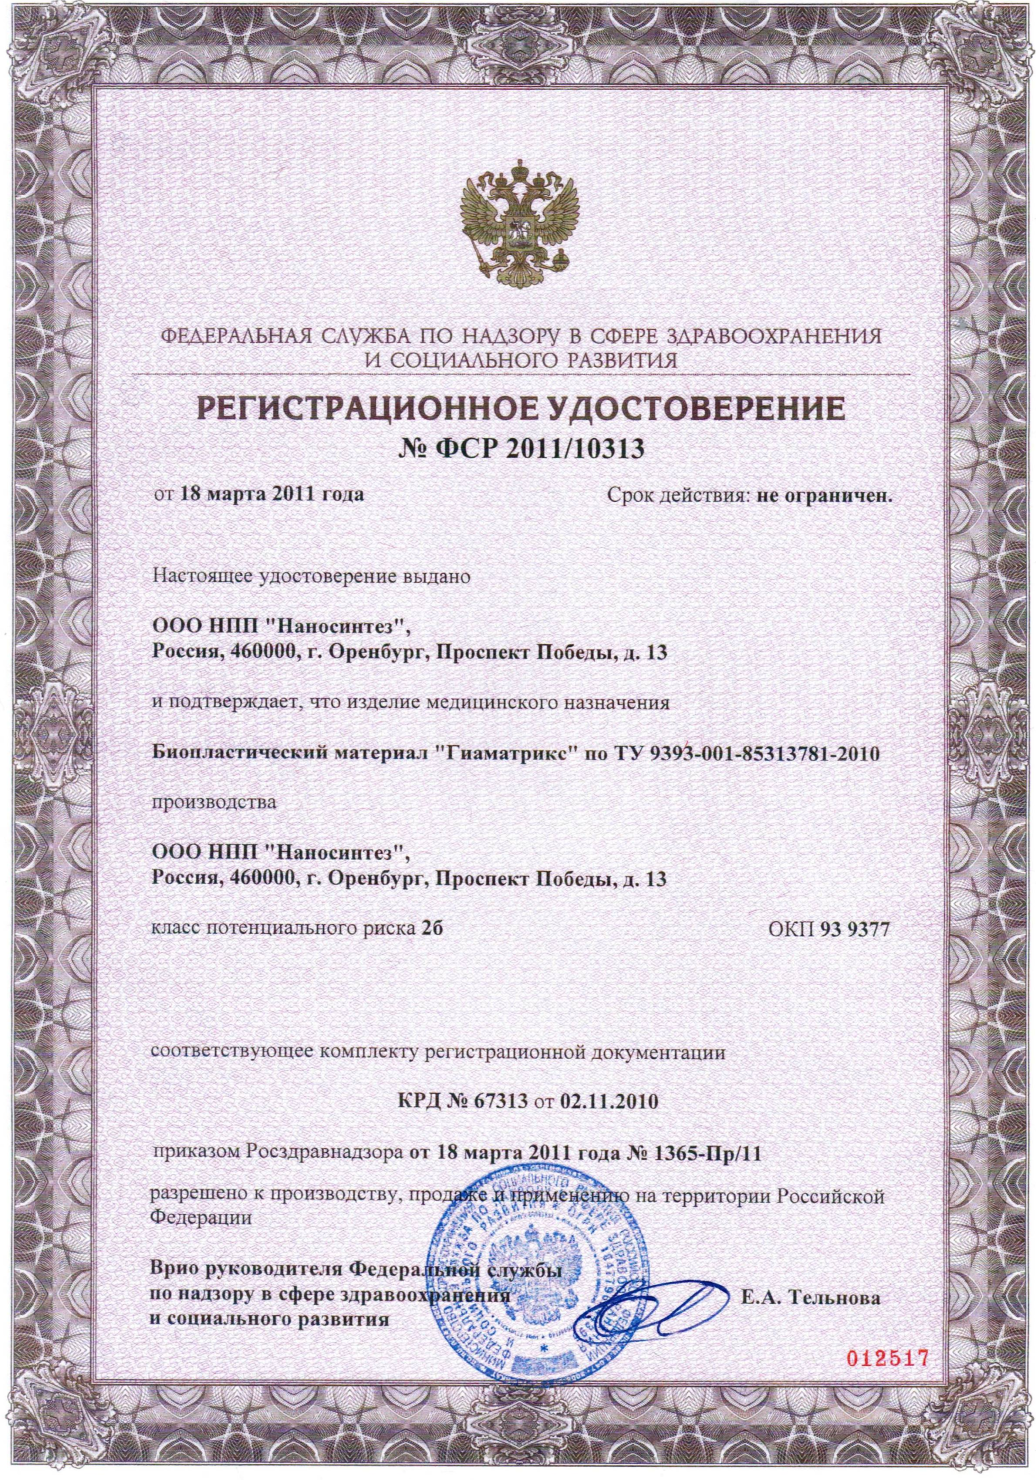 ФЕДЕРАЛЬНАЯ СЛУЖБА ПО НАДЗОРУ В СФЕРЕ ЗДРАВООХРАНЕНИЯ
И СОЦИАЛЬНОГО РАЗВИТИЯ
РЕГИСТРАЦИОННОЕ УДОСТОВЕРЕНИЕ
№ ФСР 2011/10313
от 18 марта 2011 года Срок действия: не ограничен.
Настоящее удостоверение выдано
ООО НПП "Наносинтез",
Россия, 460000, г. Оренбург, Проспект Победы, д. 13
и подтверждает, что изделие медицинского назначения
Биопластический материал "Гиаматрикс" по ТУ 9393-001-85313781-2010
производства
ООО НПП "Наносинтез",
Россия, 460000, г. Оренбург, Проспект Победы, д. 13
класс потенциального риска 2б ОКП 93 9377
соответствующее комплекту регистрационной документации
КРД № 67313 от 02.11.2010
приказом Росздравнадзора от 18 марта 2011 года № 1365-Пр/11
разрешено к производству, продаже и применению на территории Российской
Федерации
Врио руководителя Федеральной службы
по надзору в сфере здравоохранения
и социального развития
Е.А. Тельнова
012517